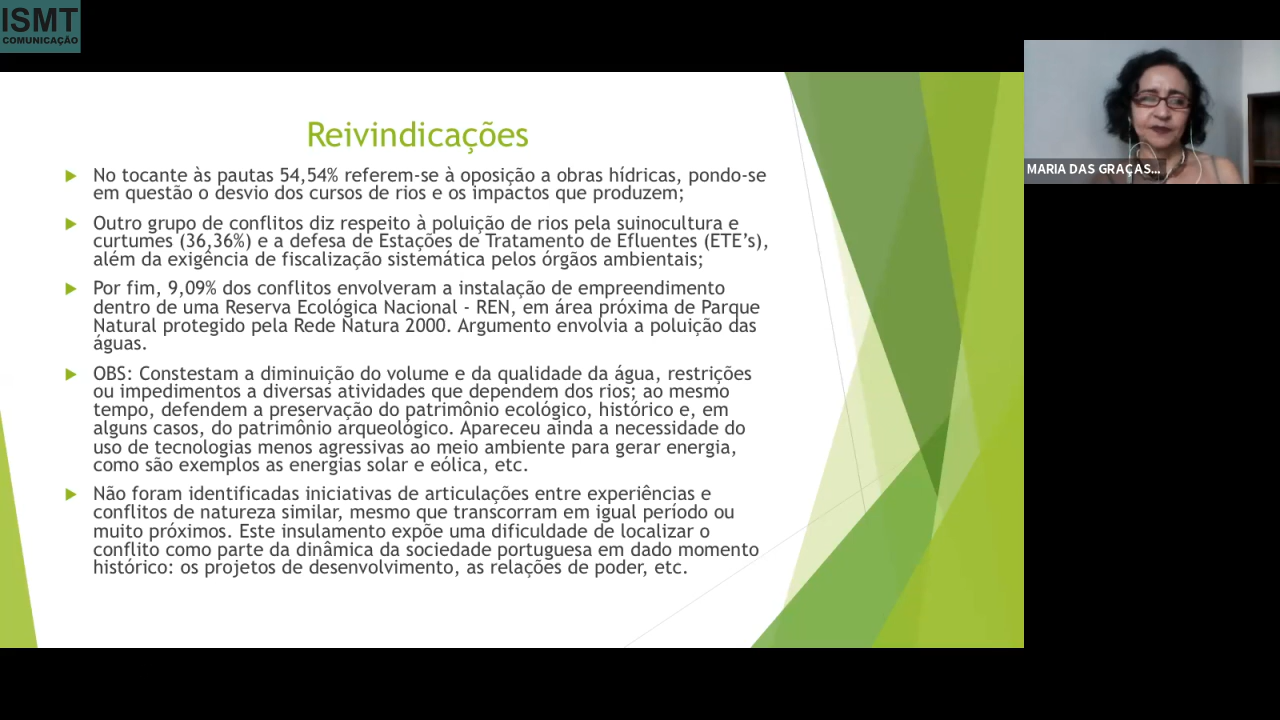 ISMT
COMUNICAÇÃO
MARIA DAS GRAÇAS...
Reivindicações
No tocante às pautas 54,54% referem-se à oposição a obras hídricas, pondo-se
em questão o desvio dos cursos de rios e os impactos que produzem;
Outro grupo de conflitos diz respeito à poluição de rios pela suinocultura e
curtumes (36,36%) e a defesa de Estações de Tratamento de Efluentes (ETE’s),
além da exigência de fiscalização sistemática pelos órgãos ambientais;
Por fim, 9,09% dos conflitos envolveram a instalação de empreendimento
dentro de uma Reserva Ecológica Nacional - REN, em área próxima de Parque
Natural protegido pela Rede Natura 2000. Argumento envolvia a poluição das
águas.
OBS: Constestam a diminuição do volume e da qualidade da água, restrições
ou impedimentos a diversas atividades que dependem dos rios; ao mesmo
tempo, defendem a preservação do patrimônio ecológico, histórico e, em
alguns casos, do patrimônio arqueológico. Apareceu ainda a necessidade do
uso de tecnologias menos agressivas ao meio ambiente para gerar energia,
como são exemplos as energias solar e eólica, etc.
Não foram identificadas iniciativas de articulações entre experiências e
conflitos de natureza similar, mesmo que transcorram em igual período ou
muito próximos. Este insulamento expõe uma dificuldade de localizar o
conflito como parte da dinâmica da sociedade portuguesa em dado momento
histórico: os projetos de desenvolvimento, as relações de poder, etc.